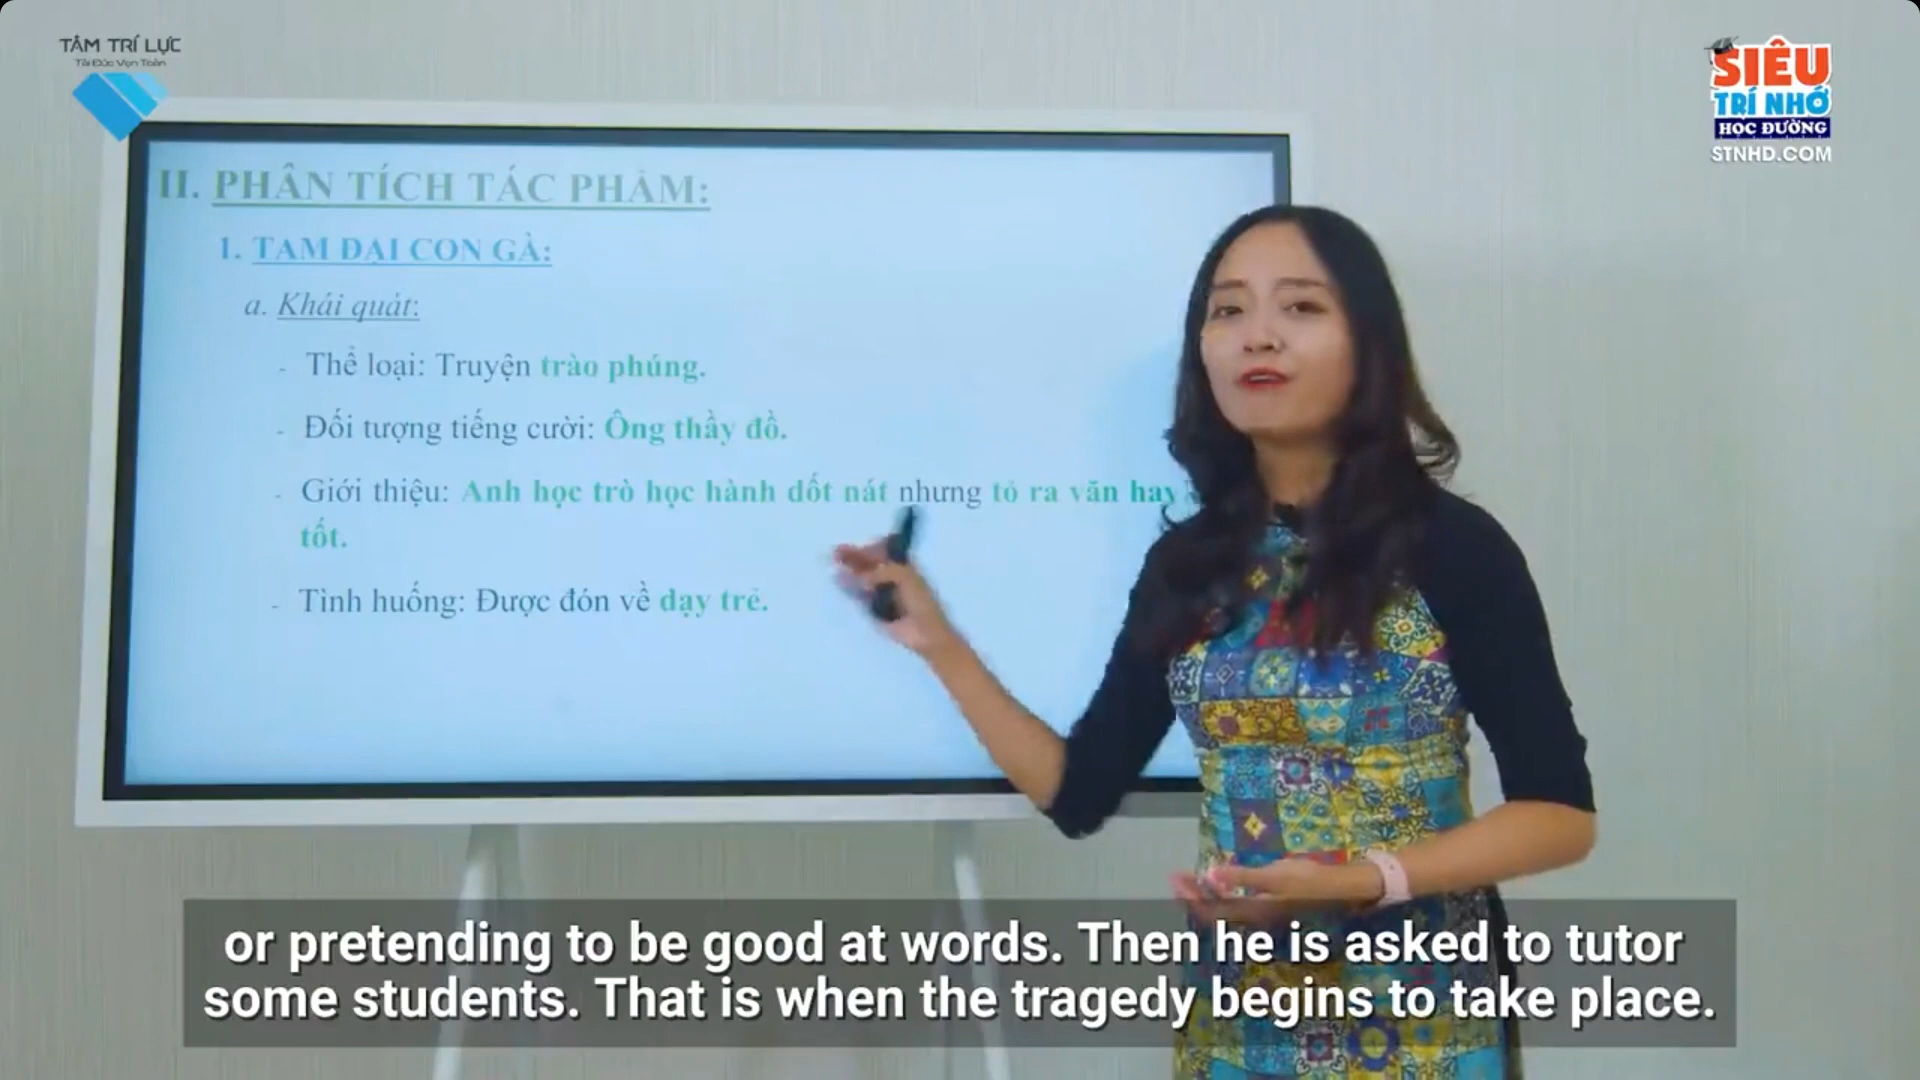 TÂM TRÍ LỰC
Tài Đức Vẹn Toàn
SIÊU
TRÍ NHỚ
HỌC ĐƯỜNG
STNHD.COM
II. PHÂN TÍCH TÁC PHẨM:
1. TAM ĐẠI CON GÀ:
a. Khái quát:
- Thể loại: Truyện trào phúng.
- Đối tượng tiếng cười: Ông thầy đồ.
- Giới thiệu: Anh học trò học hành dốt nát nhưng tỏ ra văn hay
tốt.
- Tình huống: Được đón về dạy trẻ.
or pretending to be good at words. Then he is asked to tutor
some students. That is when the tragedy begins to take place.